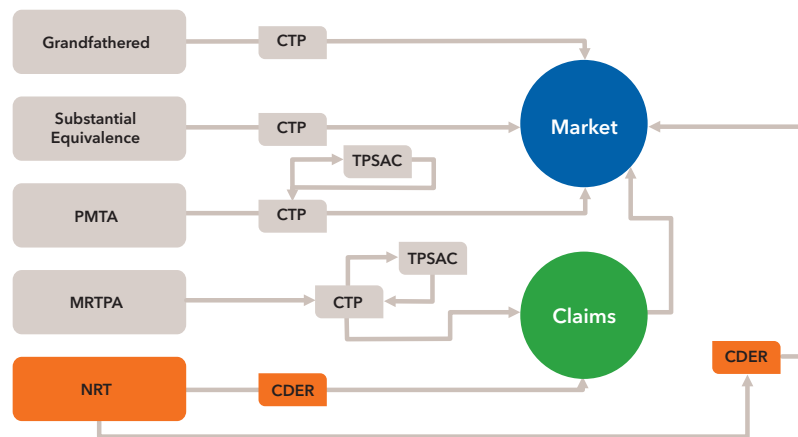 Grandfathered
CTP
Substantial
Equivalence
CTP
Market
TPSAC
PMTA
CTP
TPSAC
MRTPA
CTP
Claims
NRT
CDER
CDER